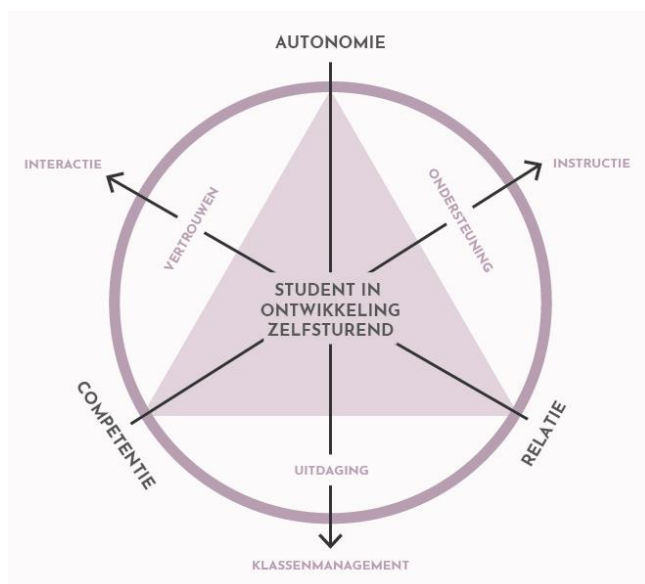 AUTONOMIE
INTERACTIE
INSTRUCTIE
VERTROUWEN
ONDERSTEUNING
STUDENT IN
ONTWIKKELING
ZELFSTUREND
COMPETENTIE
RELATIE
UITDAGING
KLASSENMANAGEMENT